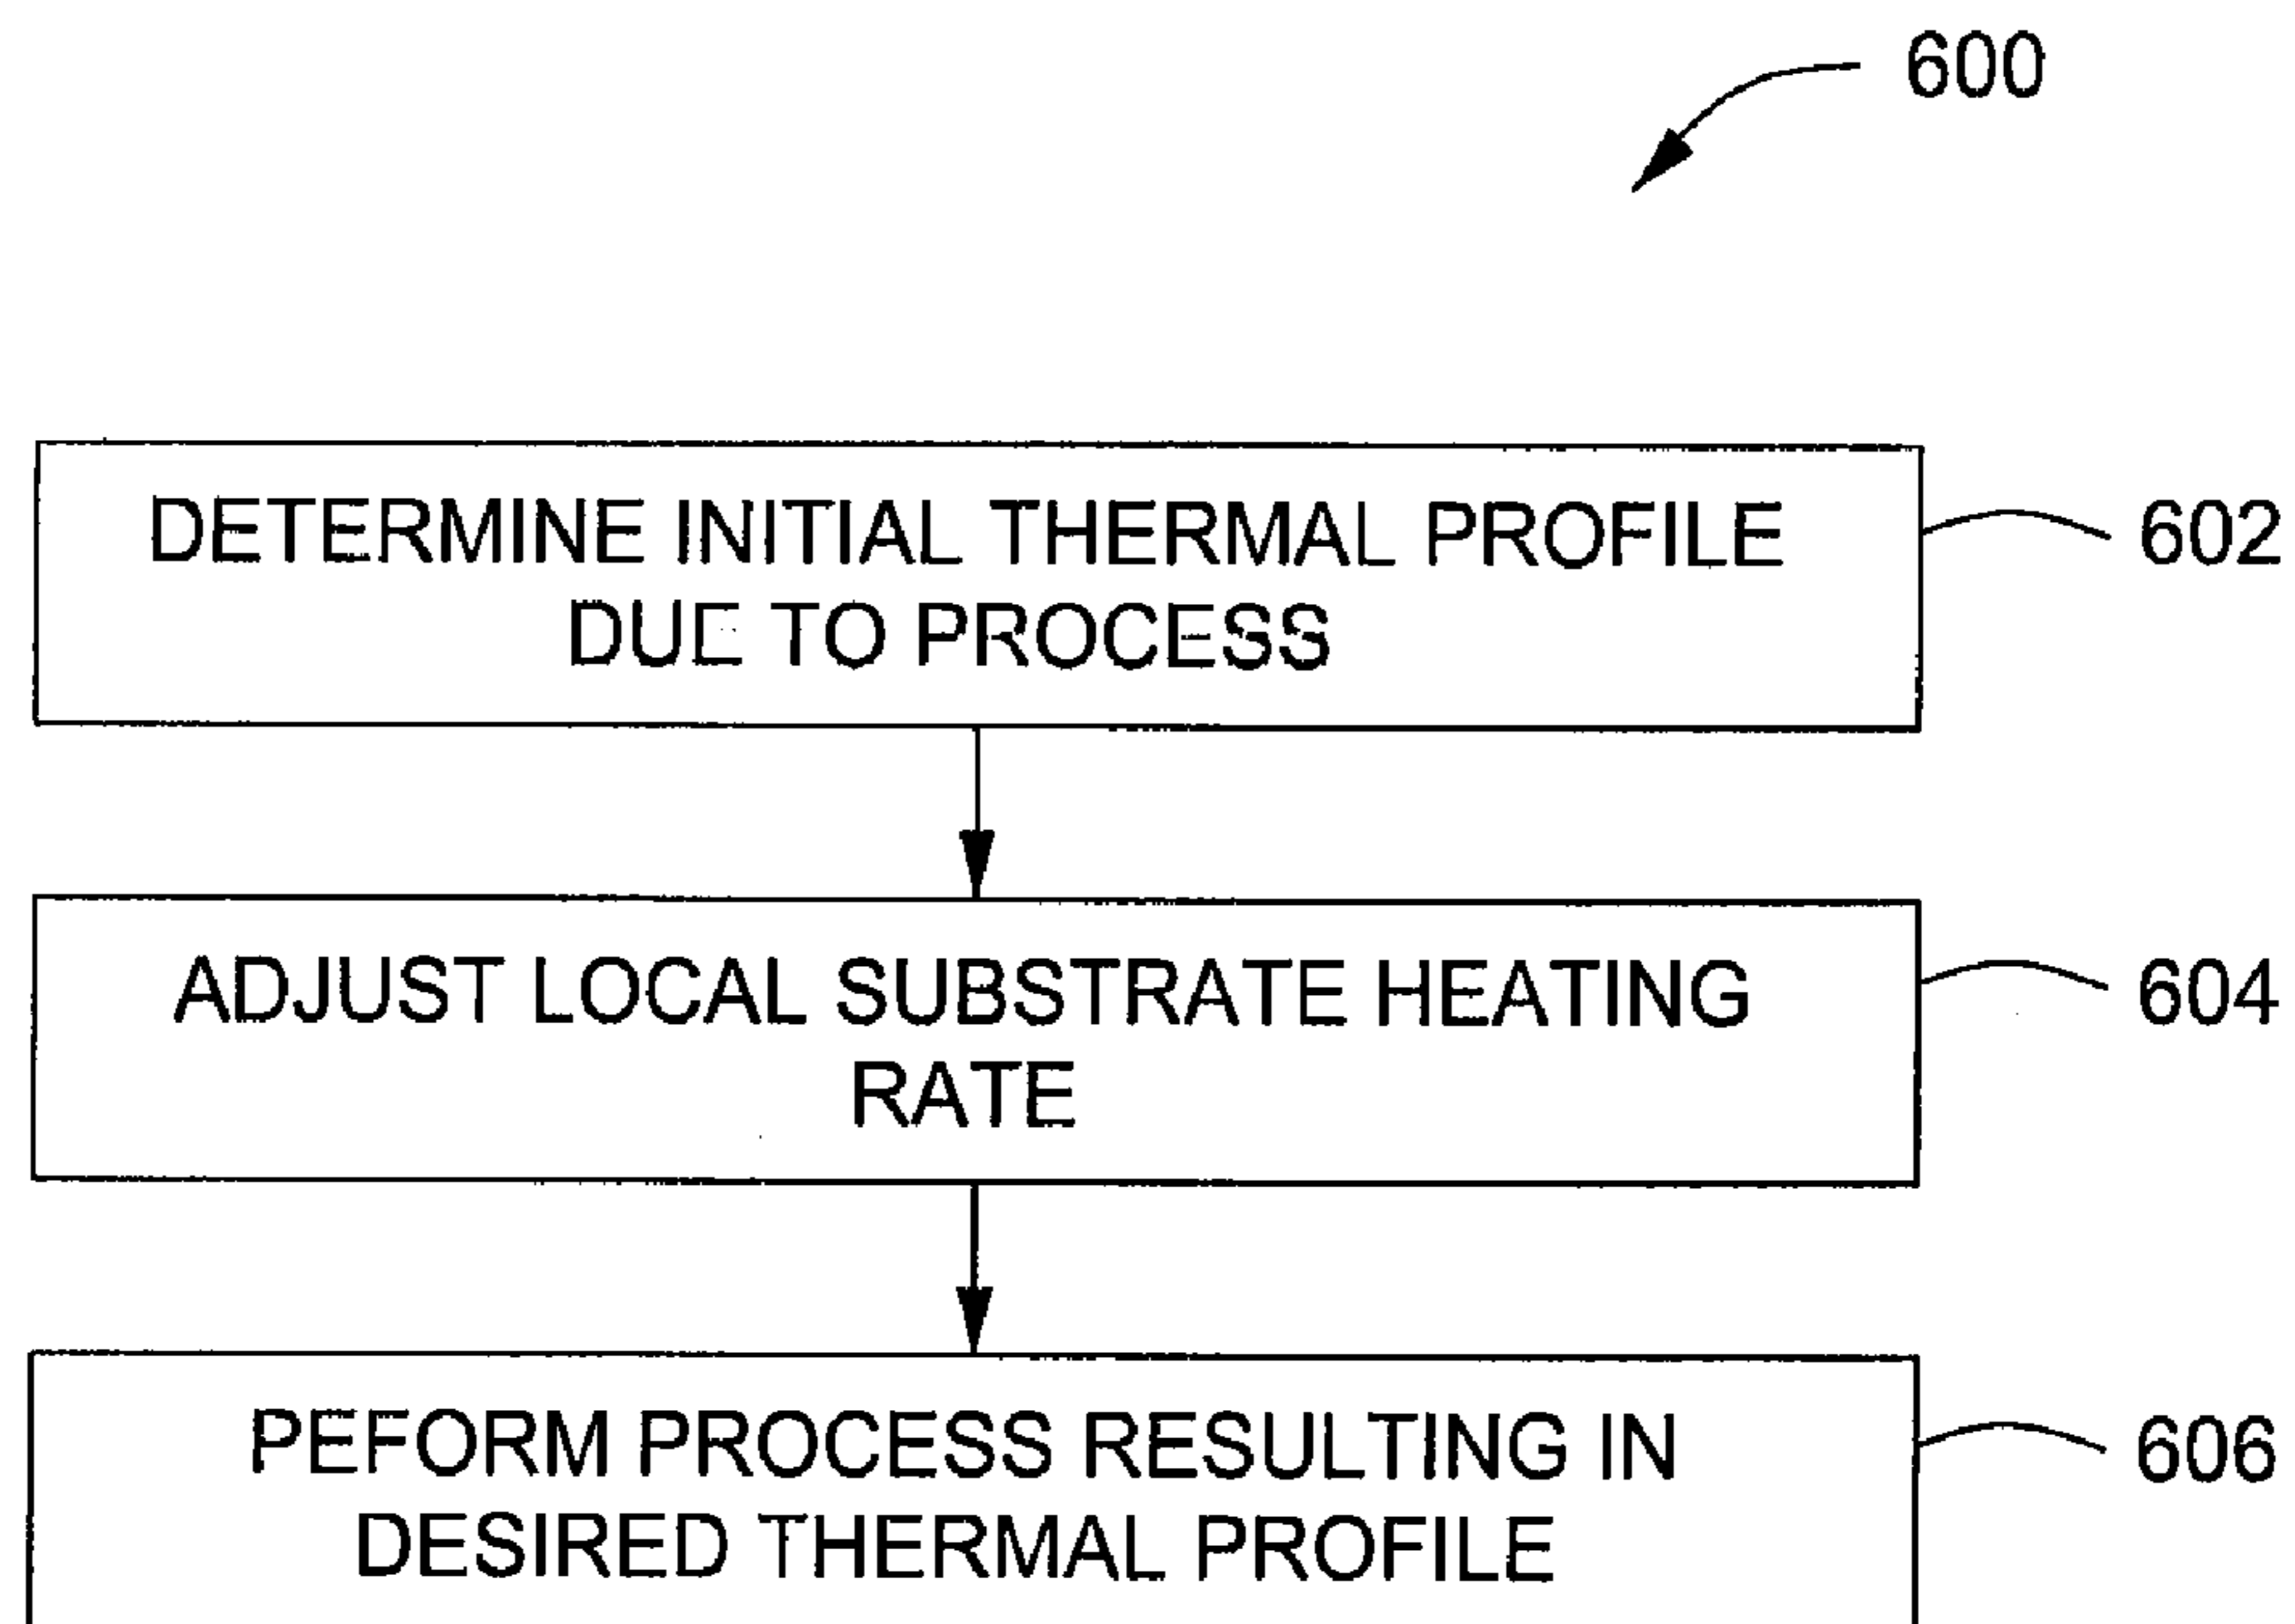 600
DETERMINE INITIAL THERMAL PROFILE
DUE TO PROCESS
602
ADJUST LOCAL SUBSTRATE HEATING
RATE
604
PEFORM PROCESS RESULTING IN
DESIRED THERMAL PROFILE
606